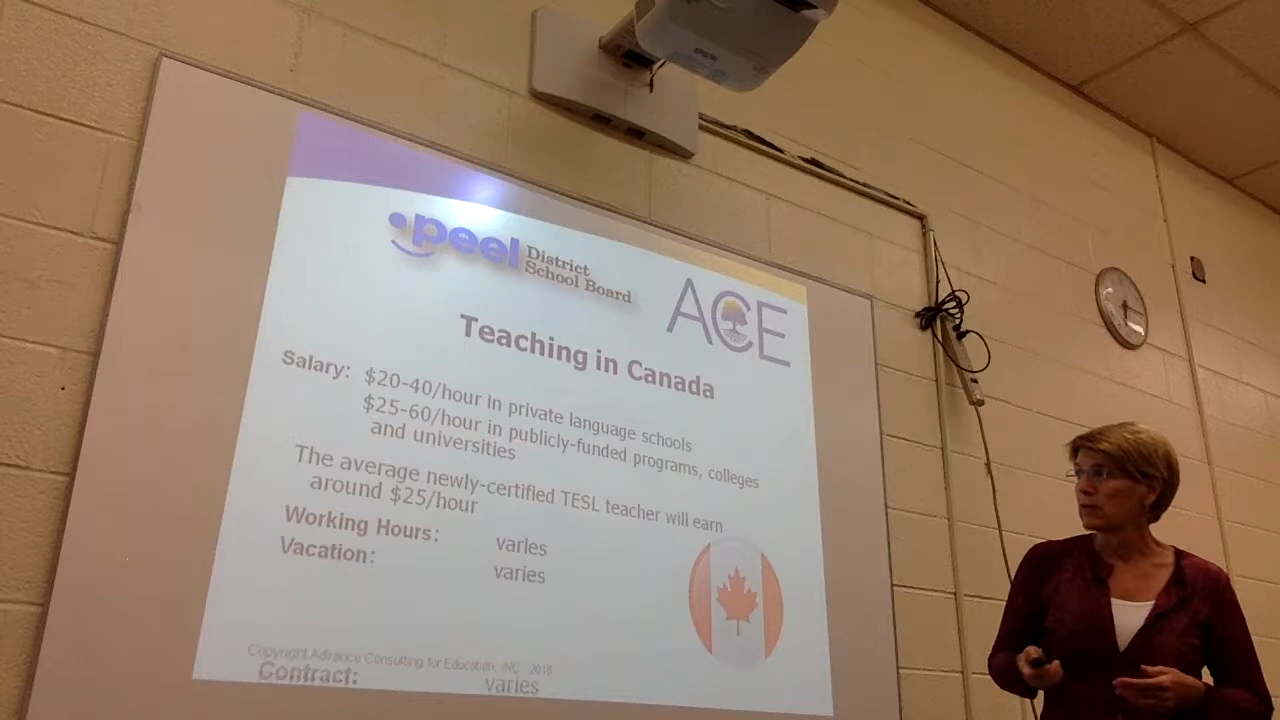 EPSON
peel District
School Board
ACE
Teaching in Canada
Salary: $20-40/hour in private language schools
$25-60/hour in publicly-funded programs, colleges
and universities
The average newly-certified TESL teacher will earn
around $25/hour
Working Hours: varies
Vacation: varies
Copyright Advance Consulting for Education, INC 2018
Contract: varies